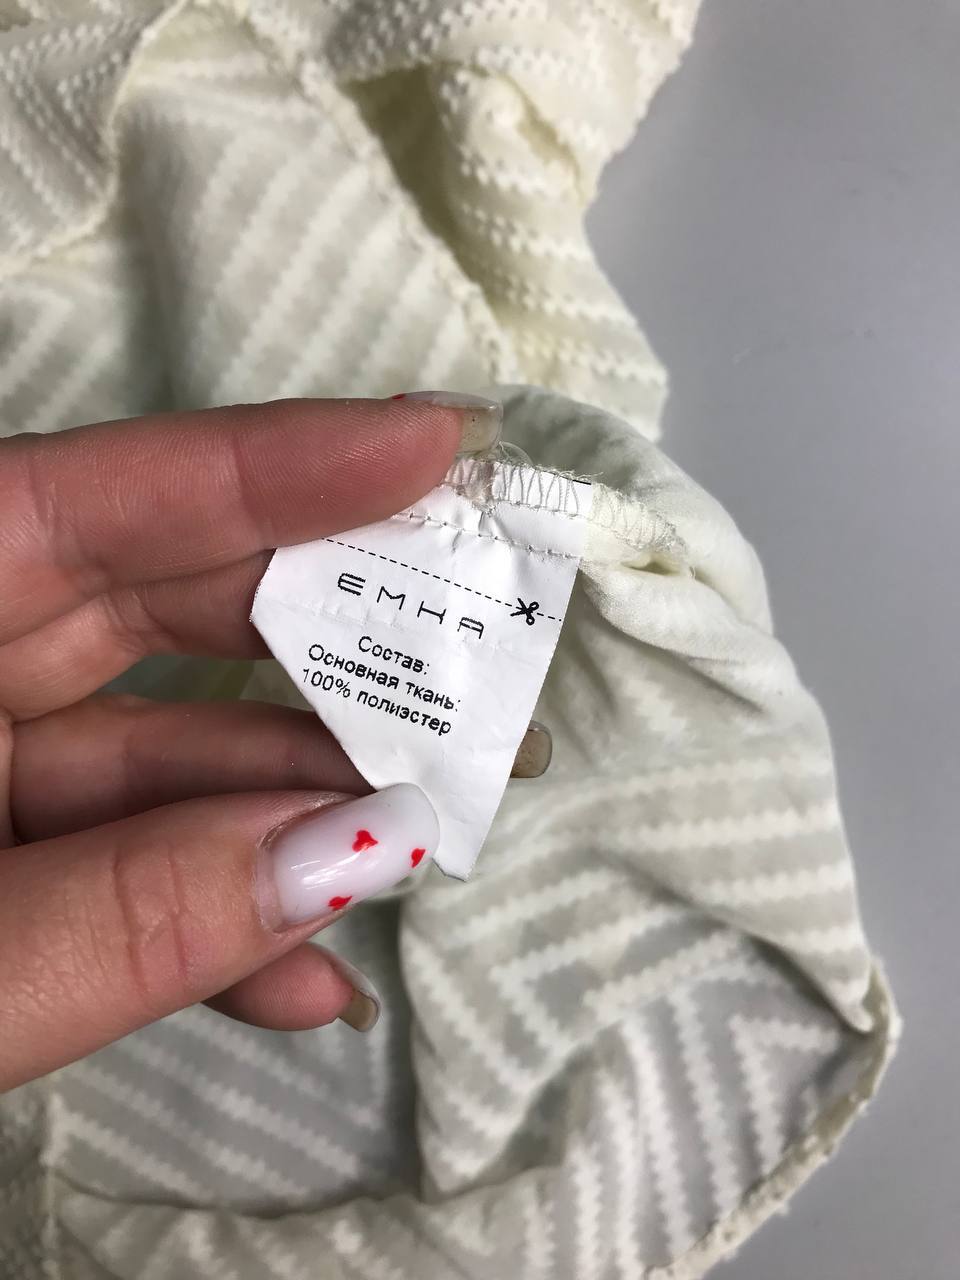 EMKA
Состав:
Основная ткань:
100% полиэстер